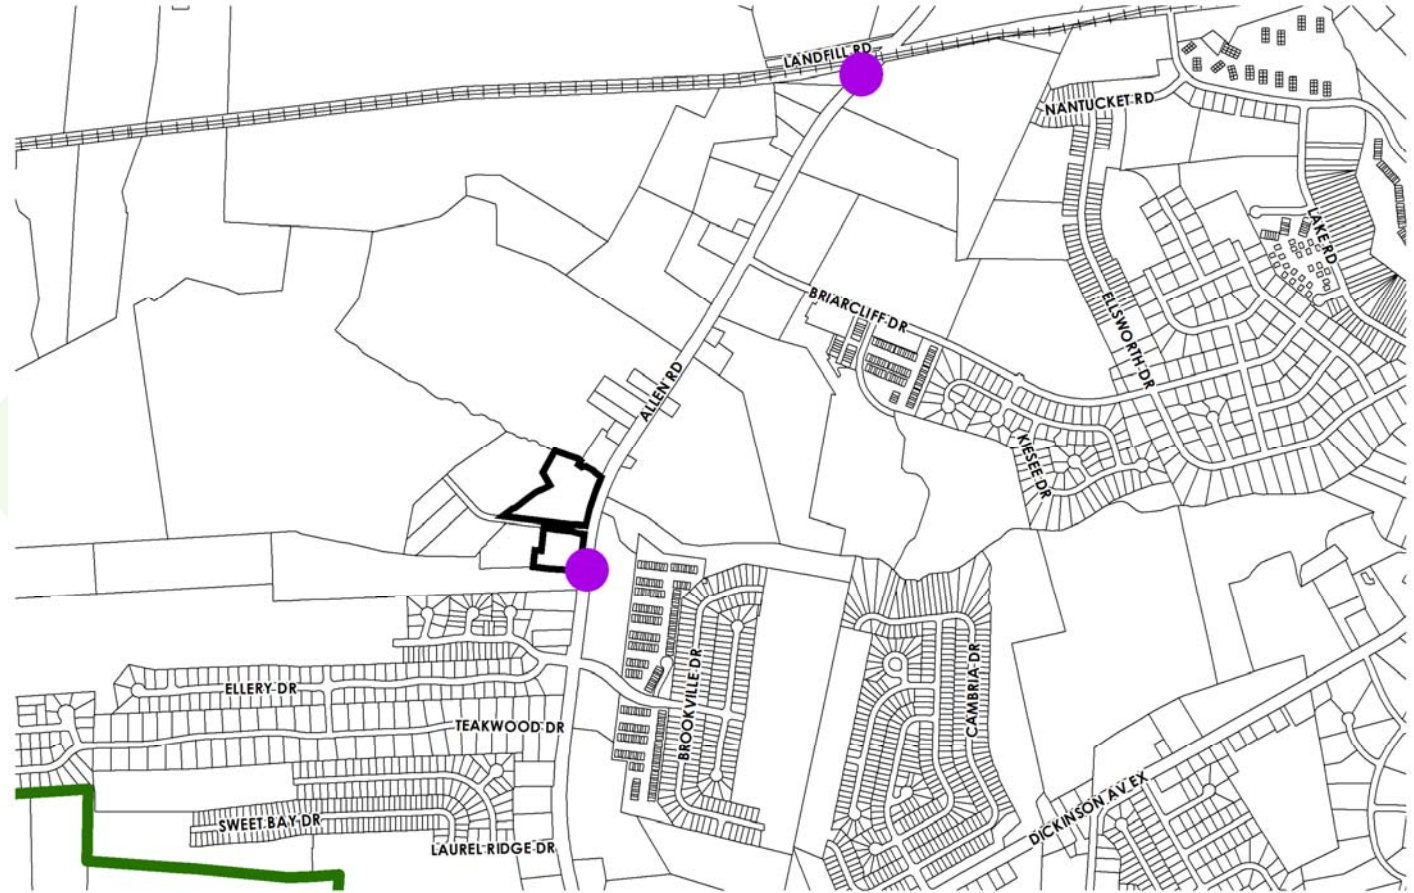 LANDFILL RD
NANTUCKET RD
LAKE RD
BRIARCLIFF DR
ELLSWORTH DR
ALLEN RD
KIESEE DR
ELLERY DR
TEAKWOOD DR
BROOKVILLE DR
CAMBRIA DR
SWEET BAY DR
LAUREL RIDGE DR
DICKINSON AV EX